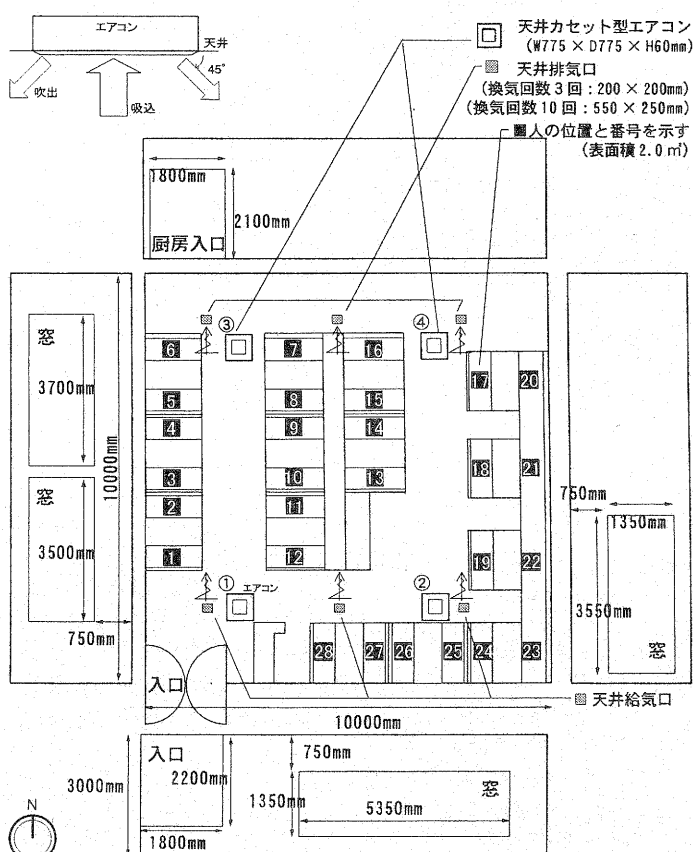 エアコン
天井
45°
吹出
吸込
天井カセット型エアコン
(W775 × D775 × H60mm)
天井排気口
(換気回数3回:200 × 200mm)
(換気回数10回:550 × 250mm)
人の位置と番号を示す
(表面積2.0㎡)
1800mm
2100mm
厨房入口
窓
3700mm
窓
3500mm
750mm
10000mm
③
④
6
7
16
17
20
5
8
15
4
9
14
3
10
13
18
21
2
11
1
12
19
22
①
エアコン
②
28
27
26
25
24
23
入口
10000mm
750mm
1350mm
3550mm
窓
天井給気口
入口
2200mm
3000mm
1800mm
750mm
1350mm
5350mm
窓
N